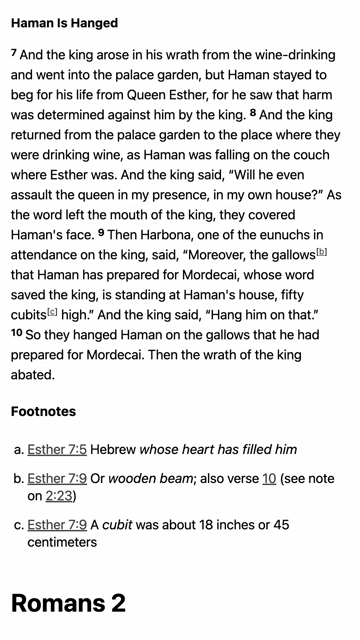 Haman Is Hanged
7 And the king arose in his wrath from the wine-drinking
and went into the palace garden, but Haman stayed to
beg for his life from Queen Esther, for he saw that harm
was determined against him by the king. 8 And the king
returned from the palace garden to the place where they
were drinking wine, as Haman was falling on the couch
where Esther was. And the king said, “Will he even
assault the queen in my presence, in my own house?” As
the word left the mouth of the king, they covered
Haman's face. 9 Then Harbona, one of the eunuchs in
attendance on the king, said, “Moreover, the gallows[b]
that Haman has prepared for Mordecai, whose word
saved the king, is standing at Haman's house, fifty
cubits[c] high.” And the king said, “Hang him on that.”
10 So they hanged Haman on the gallows that he had
prepared for Mordecai. Then the wrath of the king
abated.
Footnotes
a. Esther 7:5 Hebrew whose heart has filled him
b. Esther 7:9 Or wooden beam; also verse 10 (see note
on 2:23)
c. Esther 7:9 A cubit was about 18 inches or 45
centimeters
Romans 2